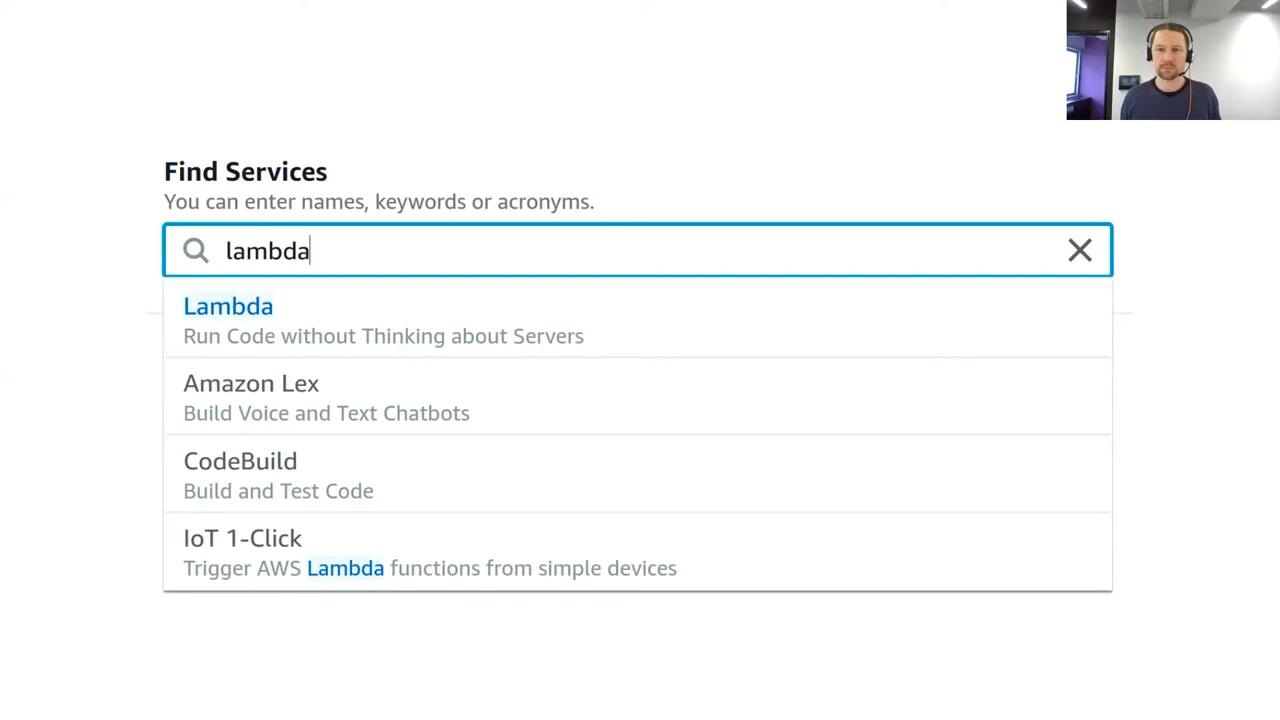 Find Services
You can enter names, keywords or acronyms.
lambda
Lambda
Run Code without Thinking about Servers
Amazon Lex
Build Voice and Text Chatbots
CodeBuild
Build and Test Code
IoT 1-Click
Trigger AWS Lambda functions from simple devices